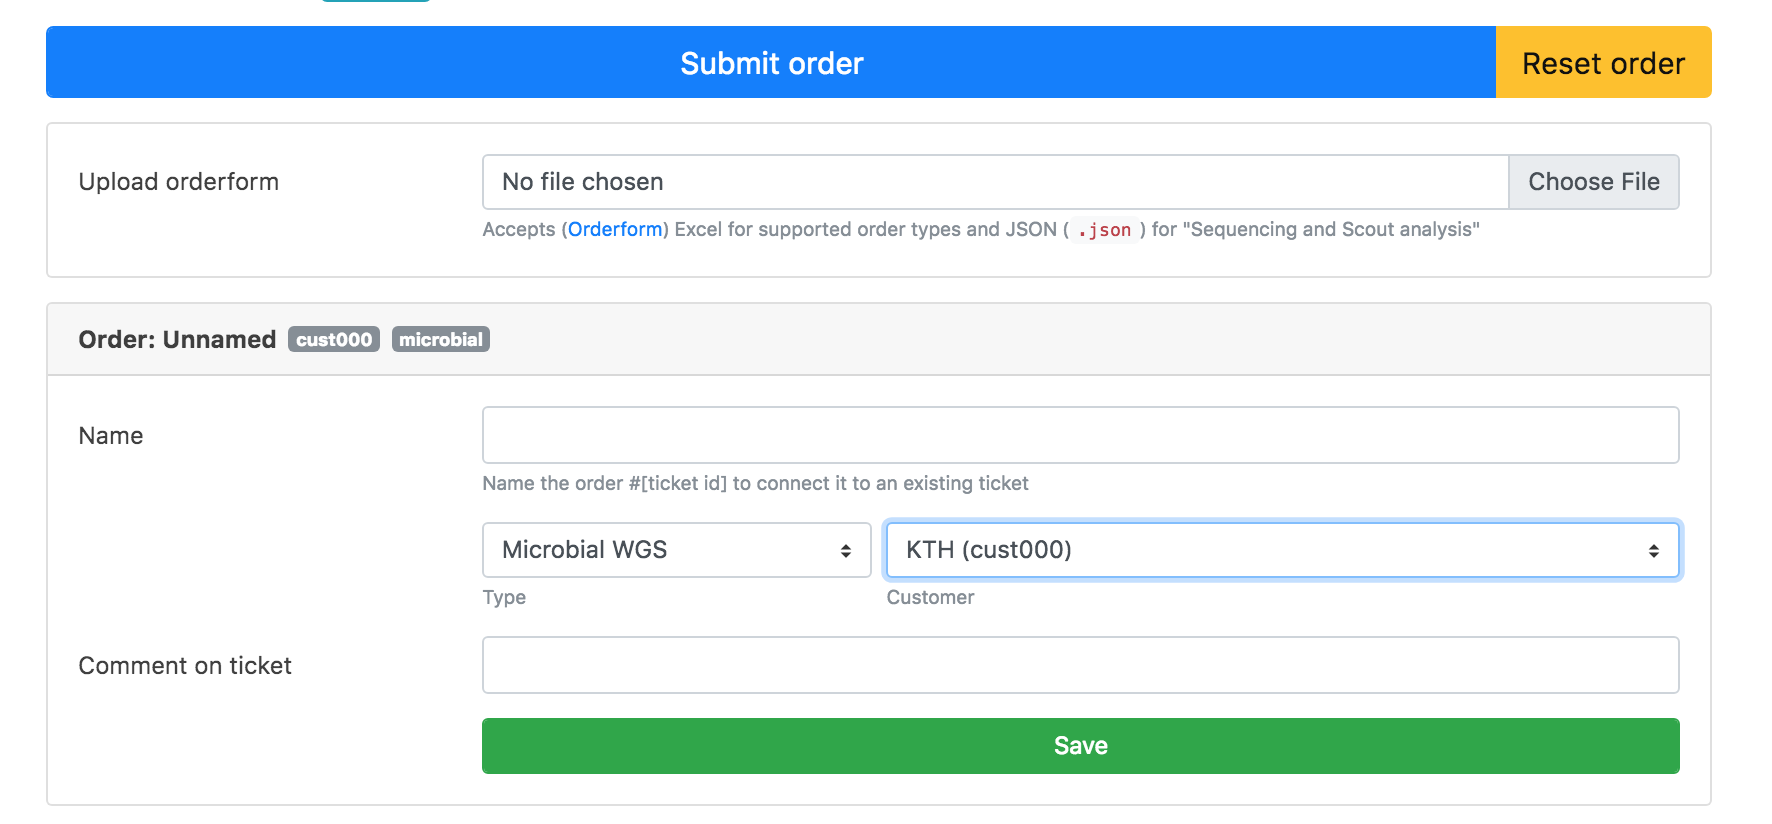 Submit order Reset order
Upload orderform No file chosen Choose File
Accepts (Orderform) Excel for supported order types and JSON ( .json ) for "Sequencing and Scout analysis"
Order: Unnamed cust000 microbial
Name
Name the order #[ticket id] to connect it to an existing ticket
Microbial WGS KTH (cust000)
Type Customer
Comment on ticket
Save